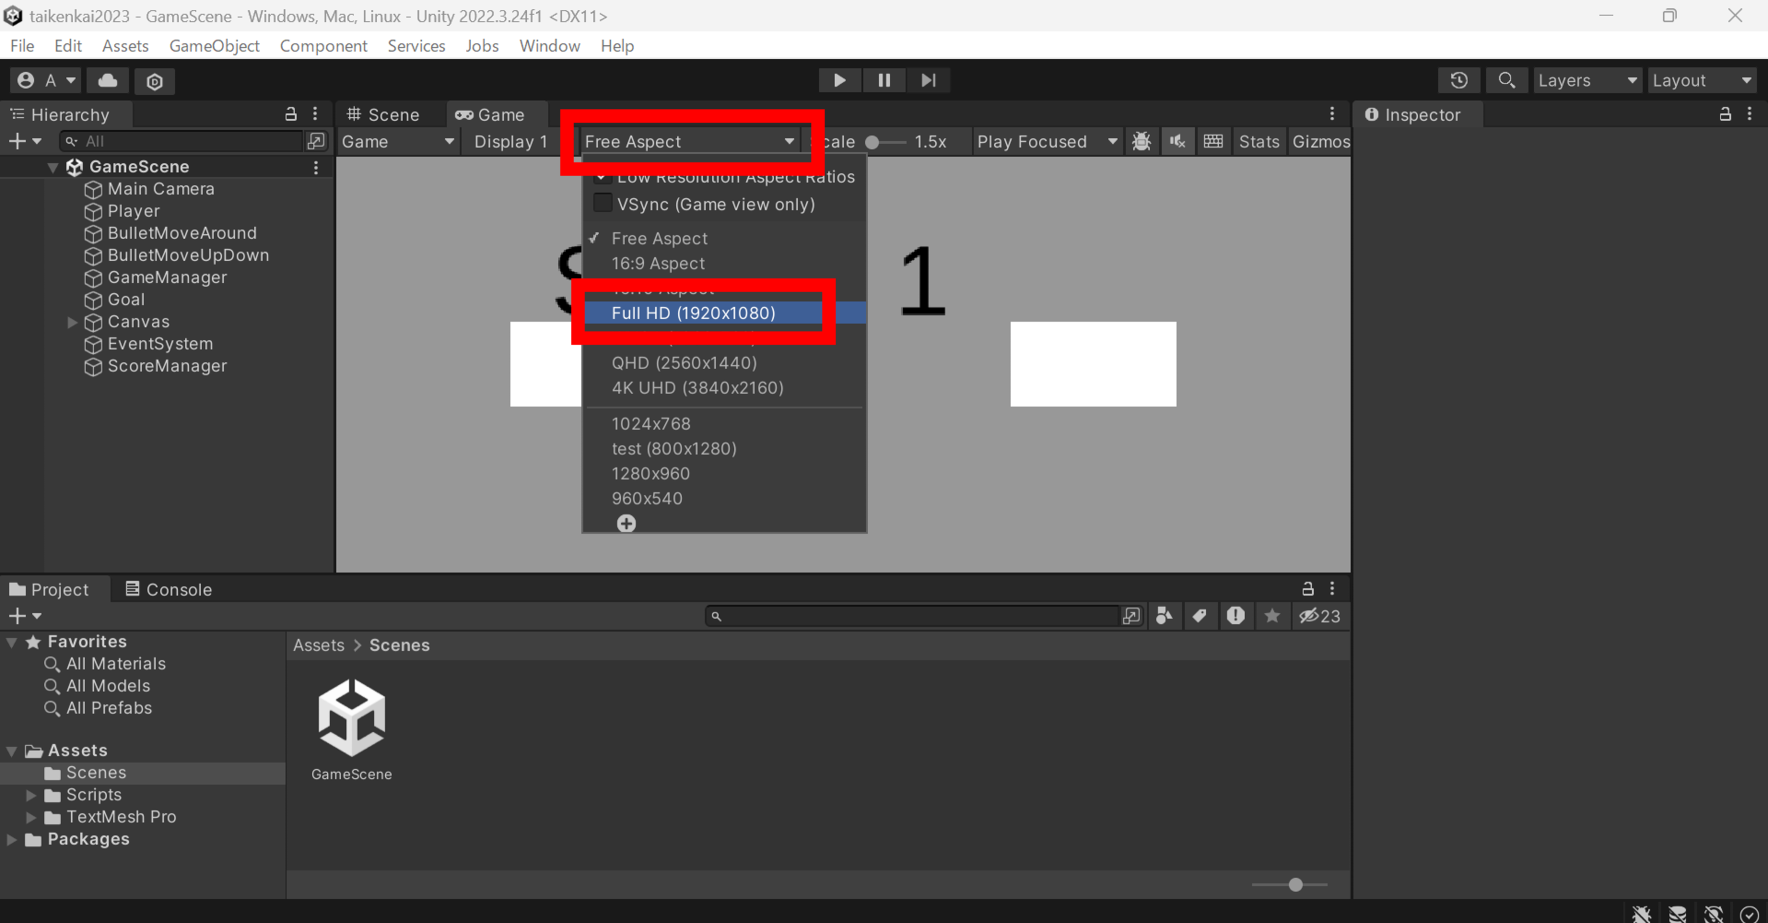 taikenkai2023 - GameScene - Windows, Mac, Linux - Unity 2022.3.24f1 <DX11>
File Edit Assets GameObject Component Services Jobs Window Help
A
Layers Layout
Hierarchy
All
GameScene
Main Camera
Player
BulletMoveAround
BulletMoveUpDown
GameManager
Goal
Canvas
EventSystem
ScoreManager
Scene Game
Game Display 1 Free Aspect 1.5x Play Focused Stats Gizmos
Low Resolution Aspect Ratios
VSync (Game view only)
Free Aspect
16:9 Aspect
Aspect
Full HD (1920x1080)
QHD (2560x1440)
4K UHD (3840x2160)
1024x768
test (800x1280)
1280x960
960x540
1
Inspector
Project Console
23
Favorites
All Materials
All Models
All Prefabs
Assets
Scenes
Scripts
TextMesh Pro
Packages
Assets > Scenes
GameScene